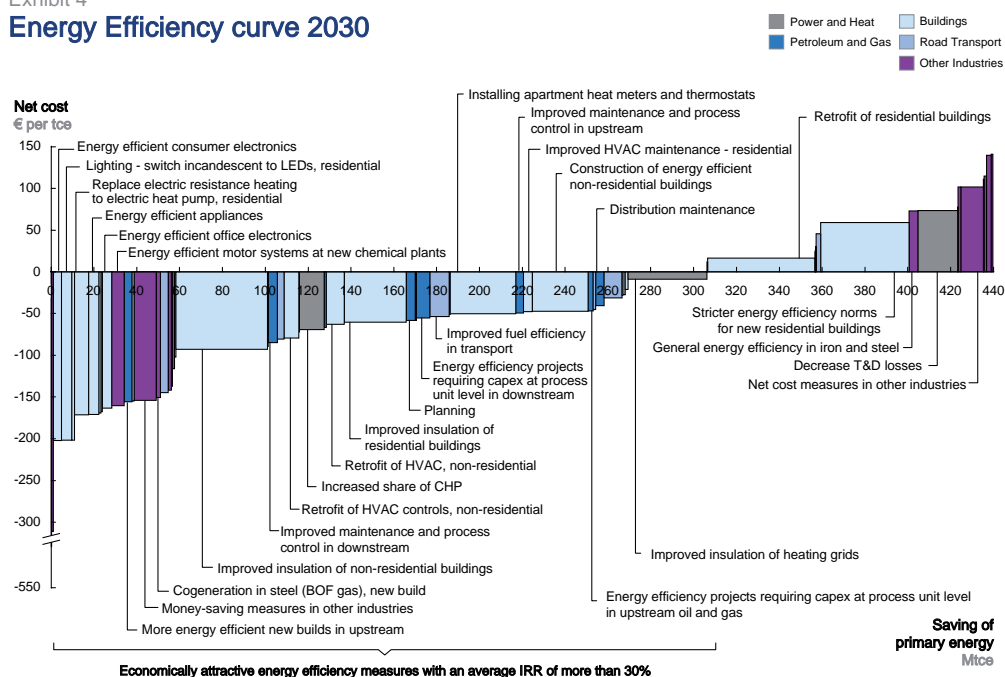 Exhibit 4
Energy Efficiency curve 2030
Power and Heat
Buildings
Petroleum and Gas
Road Transport
Other Industries
Net cost
€ per tce
Installing apartment heat meters and thermostats
Improved maintenance and process
control in upstream
Retrofit of residential buildings
150
Energy efficient consumer electronics
Improved HVAC maintenance - residential
Lighting - switch incandescent to LEDs, residential
Construction of energy efficient
non-residential buildings
100
Replace electric resistance heating
to electric heat pump, residential
Distribution maintenance
50
Energy efficient appliances
Energy efficient office electronics
Energy efficient motor systems at new chemical plants
0
0 20 40 60 80 100 120 140 160 180 200 220 240 260 280 300 320 340 360 380 400 420 440
-50
Stricter energy efficiency norms
for new residential buildings
Improved fuel efficiency
in transport
General energy efficiency in iron and steel
-100
Decrease T&D losses
Energy efficiency projects
requiring capex at process
unit level in downstream
Net cost measures in other industries
-150
Planning
Improved insulation of
residential buildings
-200
Retrofit of HVAC, non-residential
-250
Increased share of CHP
Retrofit of HVAC controls, non-residential
-300
Improved maintenance and process
control in downstream
Improved insulation of heating grids
Improved insulation of non-residential buildings
-550
Cogeneration in steel (BOF gas), new build
Energy efficiency projects requiring capex at process unit level
in upstream oil and gas
Money-saving measures in other industries
More energy efficient new builds in upstream
Saving of
primary energy
Mtce
Economically attractive energy efficiency measures with an average IRR of more than 30%